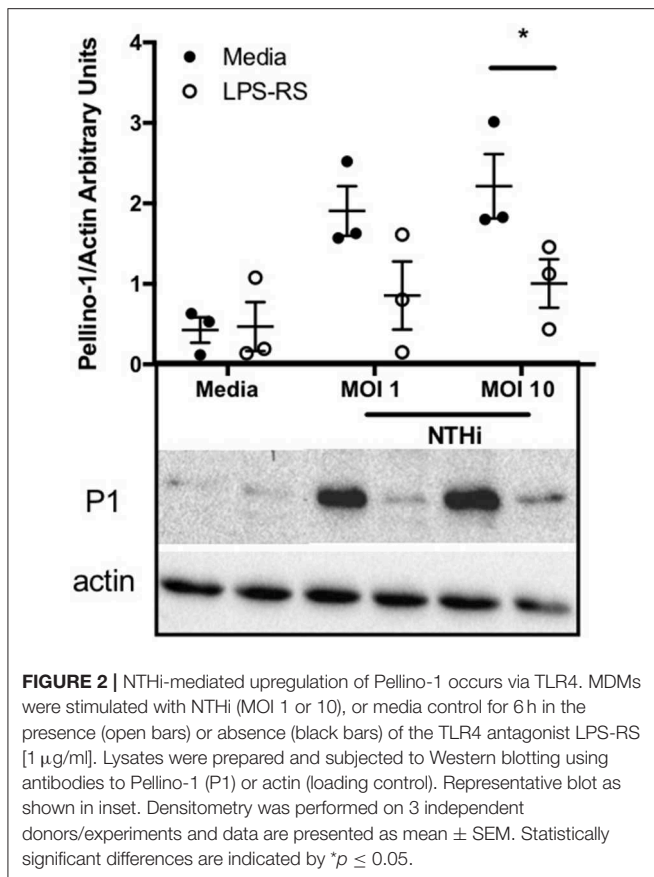 4
*
Media
LPS-RS
3
2
1
0
Pellino-1/Actin Arbitrary Units
Media
MOI 1
MOI 10
NTHi
P1
actin
FIGURE 2 | NTHi-mediated upregulation of Pellino-1 occurs via TLR4. MDMs
were stimulated with NTHi (MOI 1 or 10), or media control for 6 h in the
presence (open bars) or absence (black bars) of the TLR4 antagonist LPS-RS
[1 µg/ml]. Lysates were prepared and subjected to Western blotting using
antibodies to Pellino-1 (P1) or actin (loading control). Representative blot as
shown in inset. Densitometry was performed on 3 independent
donors/experiments and data are presented as mean ± SEM. Statistically
significant differences are indicated by *p ≤ 0.05.